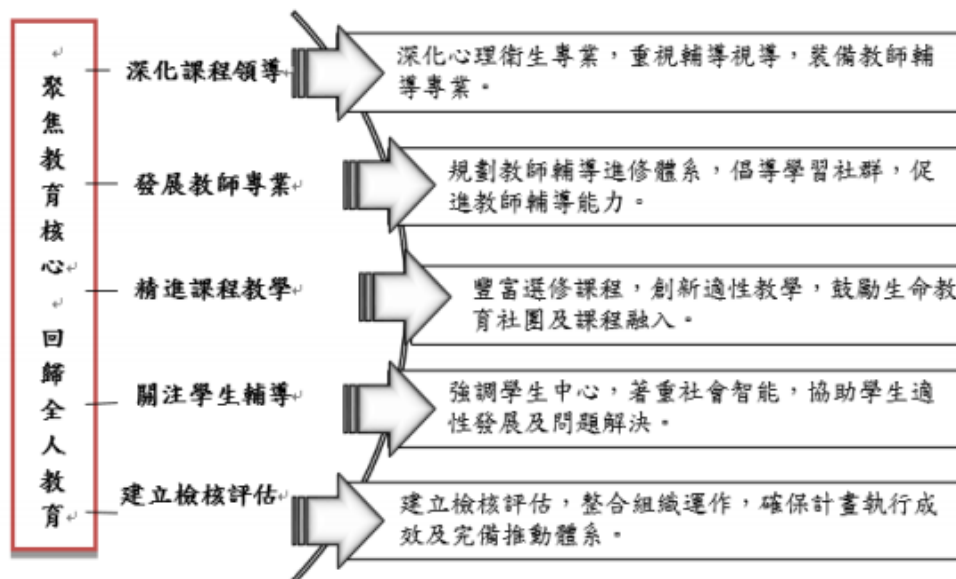 聚焦教育核心
回歸全人教育
深化課程領導
深化心理衛生專業，重視輔導視導，裝備教師輔
導專業。
發展教師專業
規劃教師輔導進修體系，倡導學習社群，促
進教師輔導能力。
精進課程教學
豐富選修課程，創新適性教學，鼓勵生命教
育社團及課程融入。
關注學生輔導
強調學生中心，著重社會智能，協助學生適
性發展及問題解決。
建立檢核評估
建立檢核評估，整合組織運作，確保計畫執行成
效及完備推動體系。